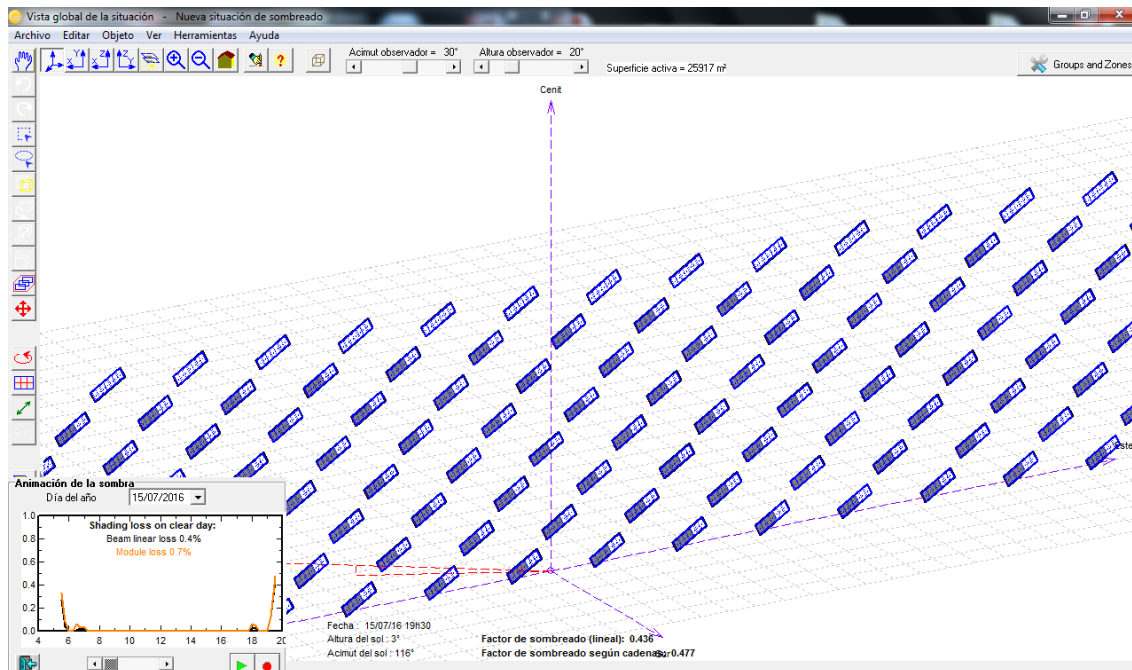 Vista global de la situación - Nueva situación de sombreado
Archivo Editar Objeto Ver Herramientas Ayuda
Acimut observador = 30°
Altura observador = 20°
Superficie activa = 25917 m²
Groups and Zones
Cenit
Este
Animación de la sombra
Día del año 15/07/2016
Shading loss on clear day:
Beam linear loss 0.4%
Module loss 0.7%
1.0
0.8
0.6
0.4
0.2
0.0
4 6 8 10 12 14 16 18 20
Fecha : 15/07/16 19h30
Altura del sol : 3°
Acimut del sol : 116°
Factor de sombreado (lineal): 0.436
Sur
Factor de sombreado según cadenas: 0.477